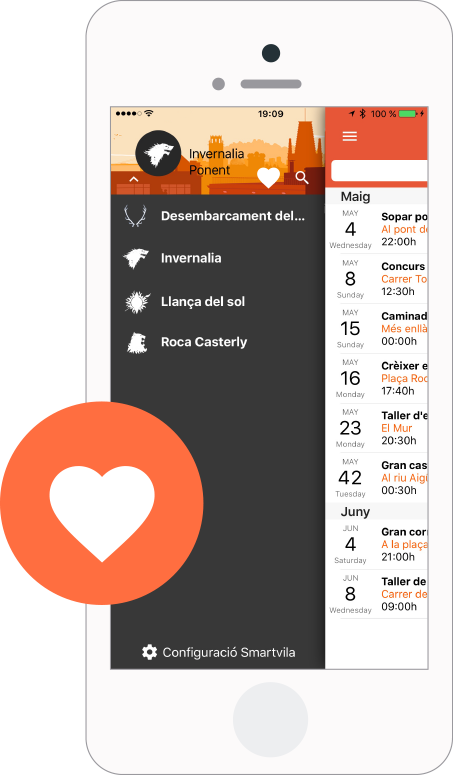 19:09
100 %
Invernalia
Ponent
Desembarcament del...
Invernalia
Llança del sol
Roca Casterly
Configuració Smartvila
Maig
MAY
4
Wednesday
Sopar po
Al pont de
22:00h
MAY
8
Sunday
Concurs
Carrer To
12:30h
MAY
15
Sunday
Caminad
Més enllà
00:00h
MAY
16
Monday
Crèixer e
Plaça Roc
17:40h
MAY
23
Monday
Taller d'e
El Mur
20:30h
MAY
42
Tuesday
Gran cas
Al riu Aigu
00:30h
Juny
JUN
4
Saturday
Gran corr
A la plaça
21:00h
JUN
8
Wednesday
Taller de
Carrer de
09:00h